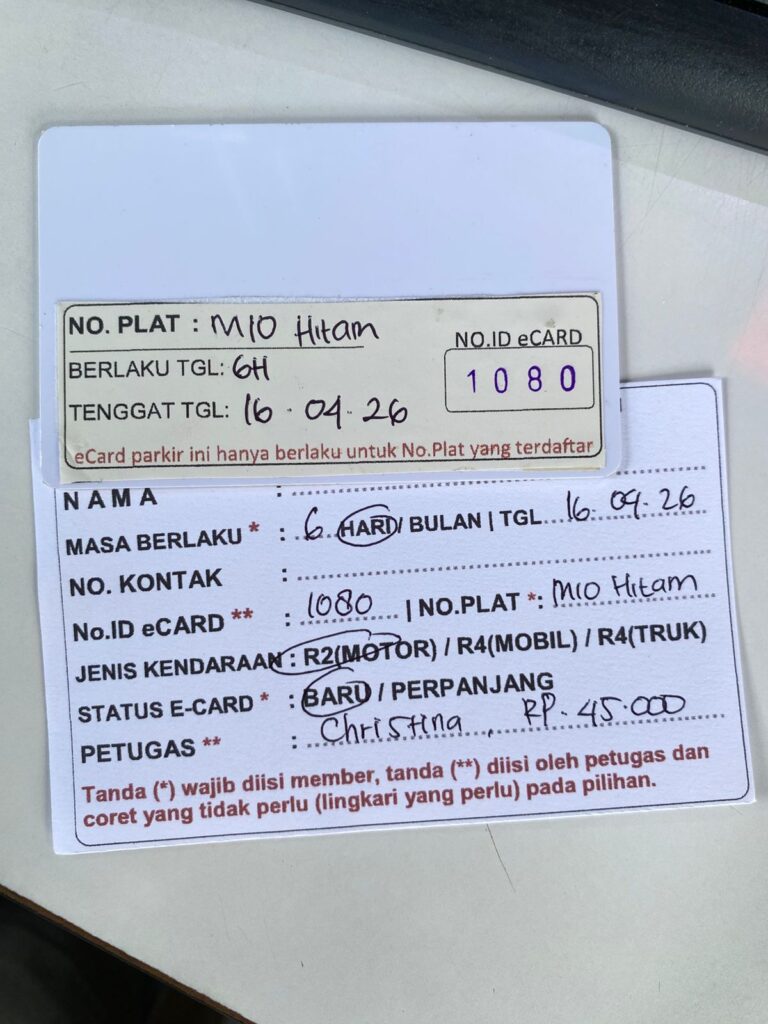 NO. PLAT : MIO Hitam
NO.ID eCARD
BERLAKU TGL: 6H
1080
TENGGAT TGL: 16 - 04 - 26
eCard parkir ini hanya berlaku untuk No.Plat yang terdaftar
NAMA :
MASA BERLAKU * : 6 HARI / BULAN | TGL 16. 04. 26
NO. KONTAK :
No.ID eCARD ** : 1080 | NO.PLAT *: MIO Hitam
JENIS KENDARAAN : R2(MOTOR) / R4(MOBIL) / R4(TRUK)
STATUS E-CARD * : BARU / PERPANJANG
PETUGAS ** : Christina, RP. 45.000
Tanda (*) wajib diisi member, tanda (**) diisi oleh petugas dan
coret yang tidak perlu (lingkari yang perlu) pada pilihan.